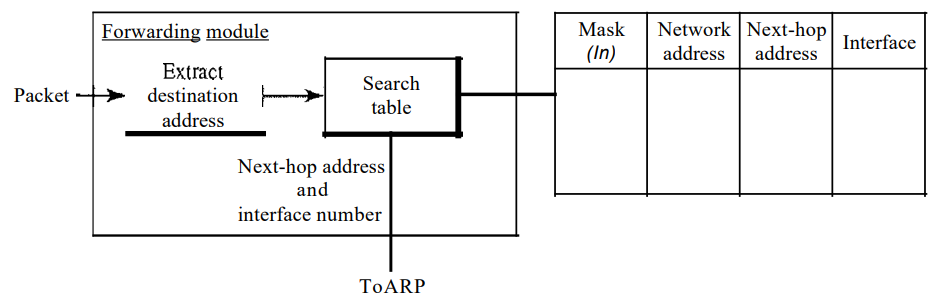 Forwarding module
Packet
Extract
destination
address
Search
table
Next-hop address
and
interface number
ToARP
Mask
(In)
Network
address
Next-hop
address
Interface